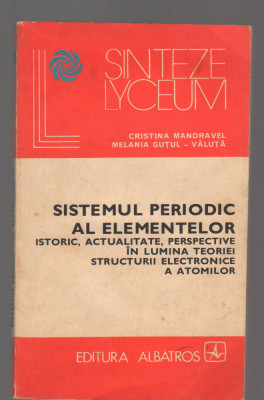 SINTEZE
LYCEUM
CRISTINA MANDRAVEL
MELANIA GUȚUL - VĂLUȚĂ
SISTEMUL PERIODIC
AL ELEMENTELOR
ISTORIC, ACTUALITATE, PERSPECTIVE
ÎN LUMINA TEORIEI
STRUCTURII ELECTRONICE
A ATOMILOR
EDITURA ALBATROS